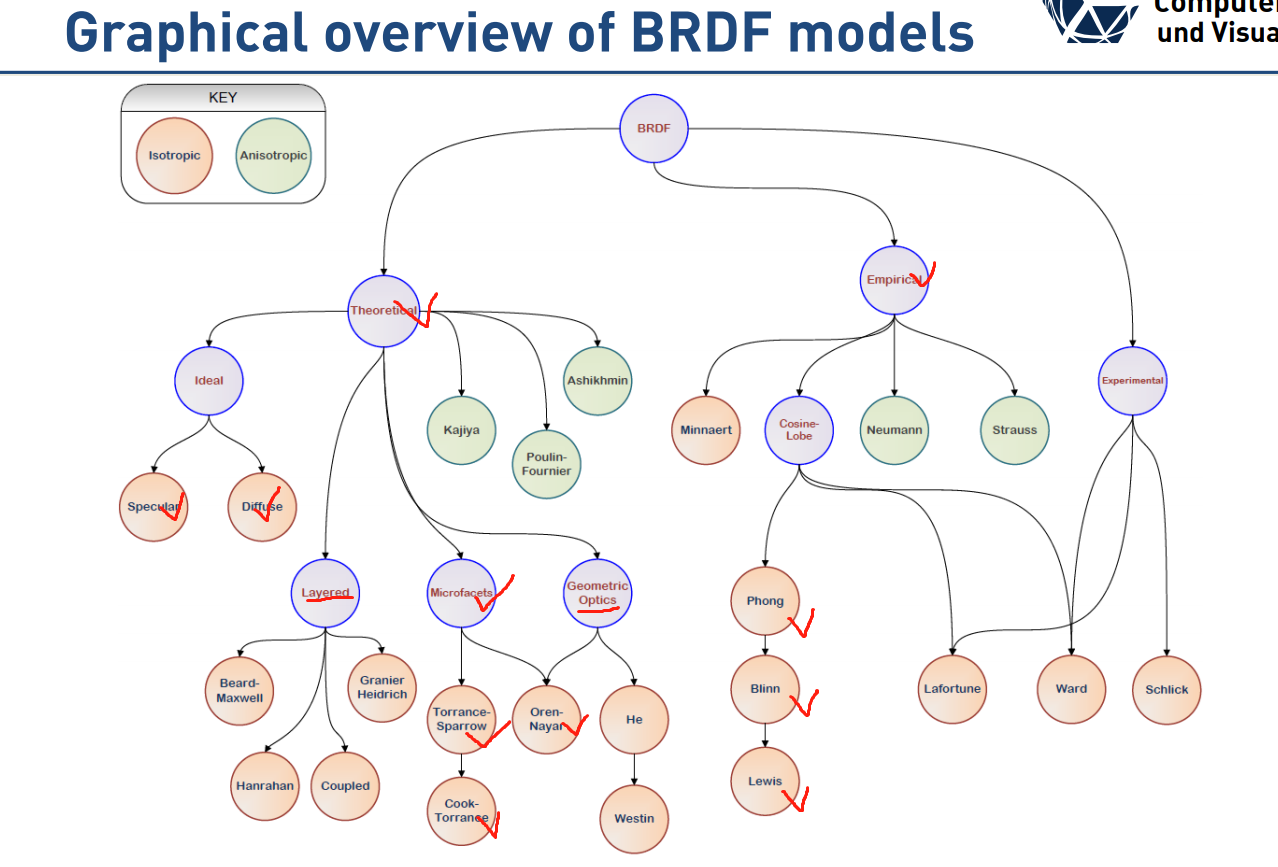 Graphical overview of BRDF models
Computer
und Visua
KEY
Isotropic
Anisotropic
BRDF
Theoretical
Empirical
Experimental
Ideal
Ashikhmin
Kajiya
Poulin-
Fournier
Minnaert
Cosine-
Lobe
Neumann
Strauss
Specular
Diffuse
Layered
Microfacets
Geometric
Optics
Phong
Beard-
Maxwell
Granier
Heidrich
Torrance-
Sparrow
Oren-
Nayar
He
Blinn
Lafortune
Ward
Schlick
Hanrahan
Coupled
Cook-
Torrance
Westin
Lewis